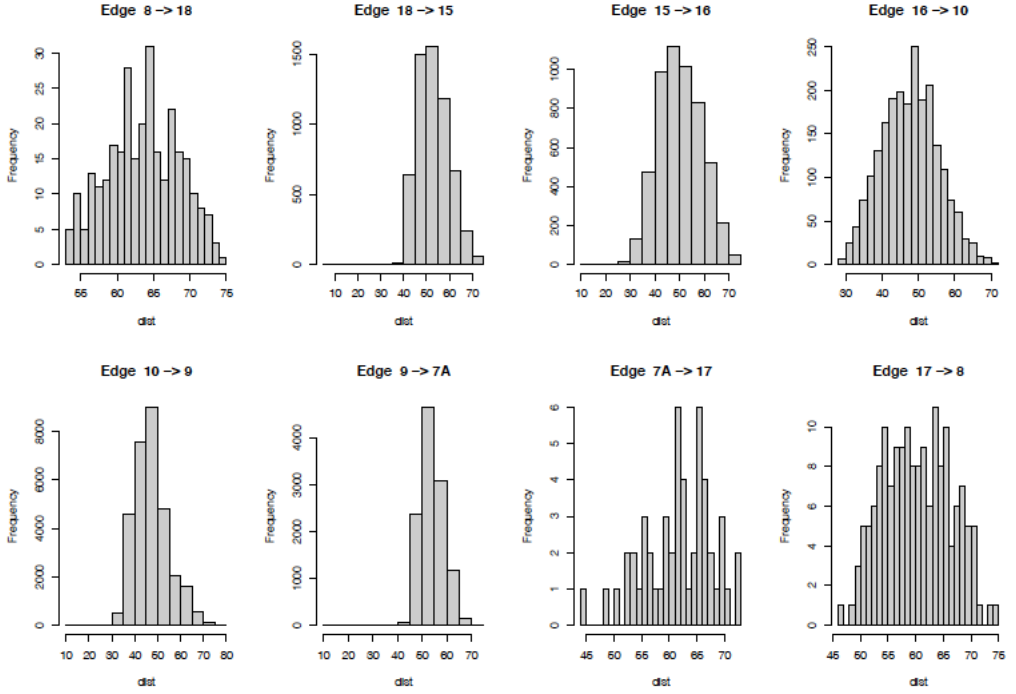 Edge 8 -> 18
Frequency
0 5 10 15 20 25 30
55 60 65 70 75
dist
Edge 18 -> 15
Frequency
0 500 1000 1500
10 20 30 40 50 60 70
dist
Edge 15 -> 16
Frequency
0 200 400 600 800 1000
10 20 30 40 50 60 70
dist
Edge 16 -> 10
Frequency
0 50 100 150 200 250
30 40 50 60 70
dist
Edge 10 -> 9
Frequency
0 2000 4000 6000 8000
10 20 30 40 50 60 70 80
dist
Edge 9 -> 7A
Frequency
0 1000 2000 3000 4000
10 20 30 40 50 60 70
dist
Edge 7A -> 17
Frequency
0 1 2 3 4 5 6
45 50 55 60 65 70
dist
Edge 17 -> 8
Frequency
0 2 4 6 8 10
45 50 55 60 65 70 75
dist